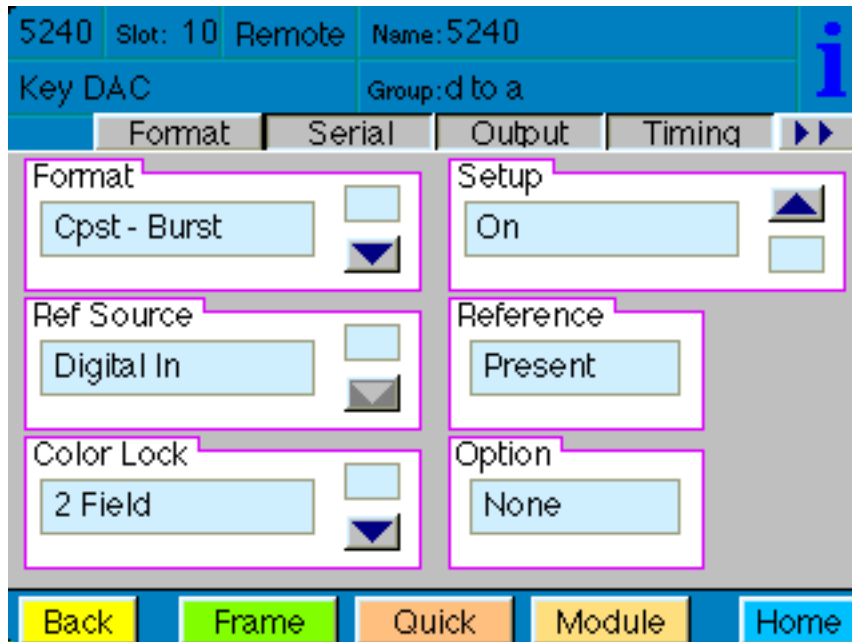 5240 Slot: 10 Remote Name: 5240
Key DAC Group: d to a
i
Format Serial Output Timing
Format
Cpst - Burst
Setup
On
Ref Source
Digital In
Reference
Present
Color Lock
2 Field
Option
None
Back Frame Quick Module Home